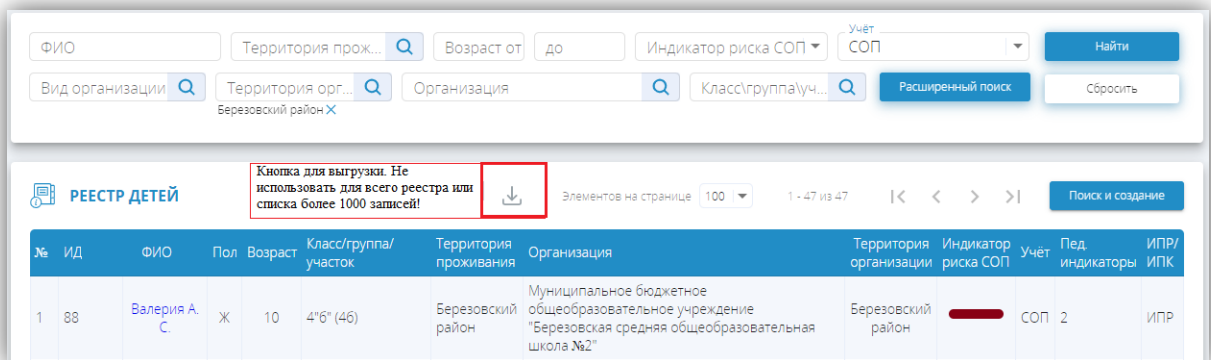 ФИО
Территория прож...
Возраст от
до
Индикатор риска СОП
Учёт
СОП
Найти
Вид организации
Территория орг...
Организация
Класс\группа\уч...
Расширенный поиск
Сбросить
Березовский район
РЕЕСТР ДЕТЕЙ
Кнопка для выгрузки. Не
использовать для всего реестра или
списка более 1000 записей!
Элементов на странице
100
1 - 47 из 47
Поиск и создание
№
ИД
ФИО
Пол
Возраст
Класс/группа/
участок
Территория
проживания
Организация
Территория
организации
Индикатор
риска СОП
Учёт
Пед.
индикаторы
ИПР/
ИПК
1
88
Валерия А.
С.
Ж
10
4"б" (4б)
Березовский
район
Муниципальное бюджетное
общеобразовательное учреждение
"Березовская средняя общеобразовательная
школа №2"
Березовский
район
СОП
2
ИПР